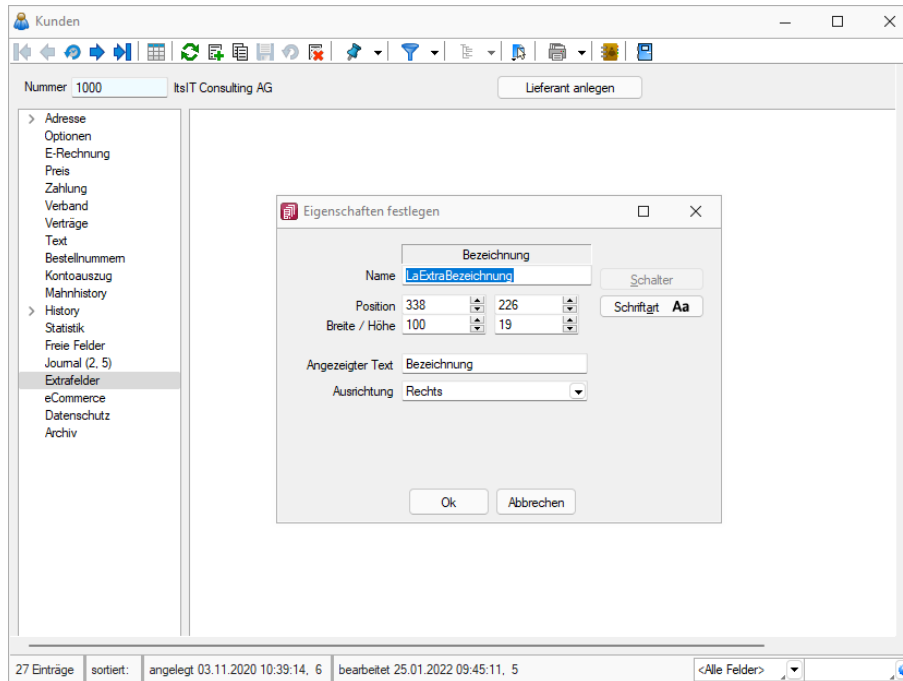 Kunden
Nummer 1000 ItsIT Consulting AG Lieferant anlegen
Adresse
Optionen
E-Rechnung
Preis
Zahlung
Verband
Verträge
Text
Bestellnummern
Kontoauszug
Mahnhistory
History
Statistik
Freie Felder
Journal (2, 5)
Extrafelder
eCommerce
Datenschutz
Archiv
Eigenschaften festlegen
Bezeichnung
Name LaExtraBezeichnung Schalter
Position 338 226 Schriftart Aa
Breite / Höhe 100 19
Angezeigter Text Bezeichnung
Ausrichtung Rechts
Ok Abbrechen
27 Einträge sortiert: angelegt 03.11.2020 10:39:14, 6 bearbeitet 25.01.2022 09:45:11, 5 <Alle Felder>